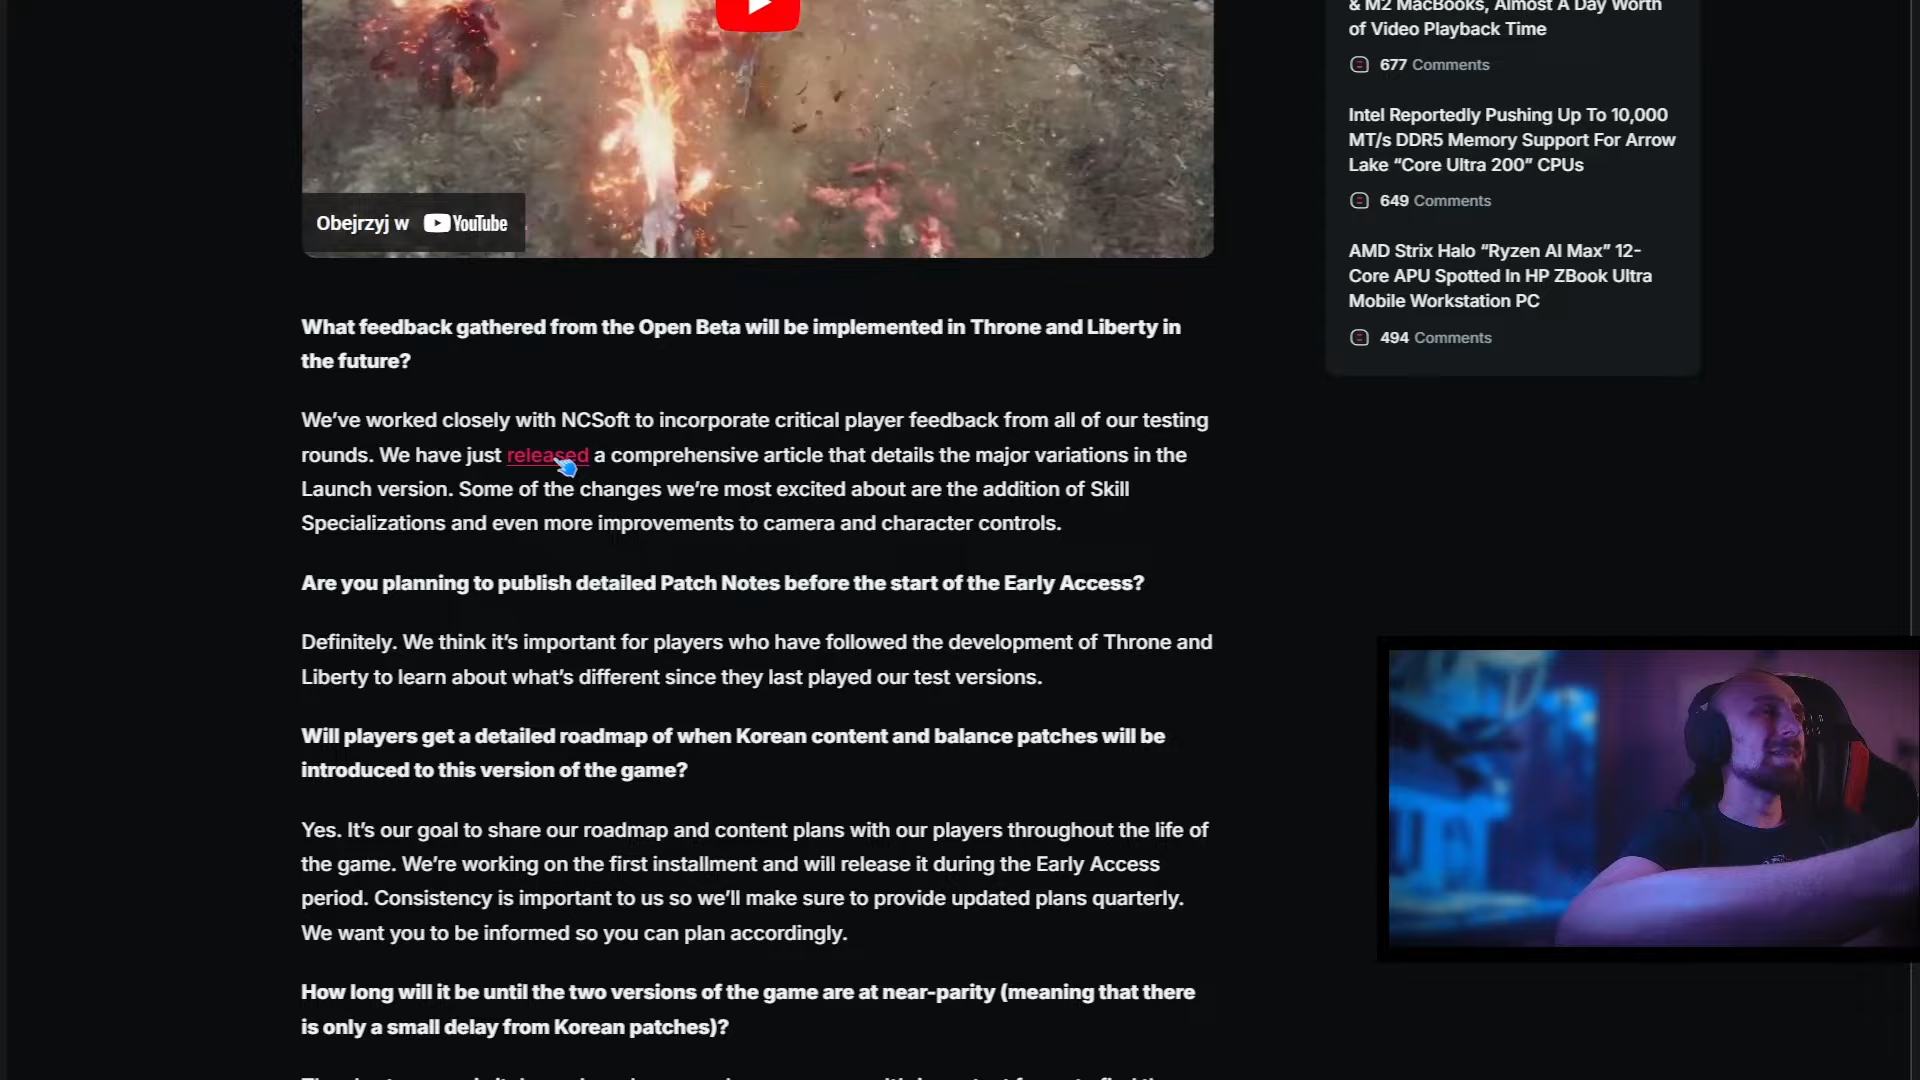 Obejrzyj w YouTube
What feedback gathered from the Open Beta will be implemented in Throne and Liberty in
the future?
We've worked closely with NCSoft to incorporate critical player feedback from all of our testing
rounds. We have just released a comprehensive article that details the major variations in the
Launch version. Some of the changes we're most excited about are the addition of Skill
Specializations and even more improvements to camera and character controls.
Are you planning to publish detailed Patch Notes before the start of the Early Access?
Definitely. We think it's important for players who have followed the development of Throne and
Liberty to learn about what's different since they last played our test versions.
Will players get a detailed roadmap of when Korean content and balance patches will be
introduced to this version of the game?
Yes. It's our goal to share our roadmap and content plans with our players throughout the life of
the game. We're working on the first installment and will release it during the Early Access
period. Consistency is important to us so we'll make sure to provide updated plans quarterly.
We want you to be informed so you can plan accordingly.
How long will it be until the two versions of the game are at near-parity (meaning that there
is only a small delay from Korean patches)?
& M2 MacBooks, Almost A Day Worth
of Video Playback Time
677 Comments
Intel Reportedly Pushing Up To 10,000
MT/s DDR5 Memory Support For Arrow
Lake “Core Ultra 200” CPUs
649 Comments
AMD Strix Halo “Ryzen AI Max” 12-
Core APU Spotted In HP ZBook Ultra
Mobile Workstation PC
494 Comments